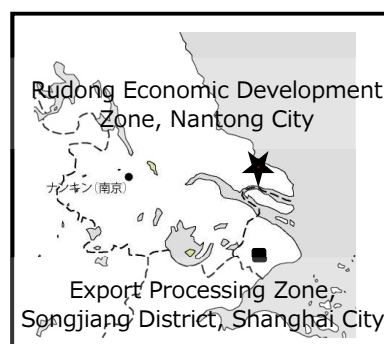 Rudong Economic Development
Zone, Nantong City
ナンキン(南京)
Export Processing Zone,
Songjiang District, Shanghai City